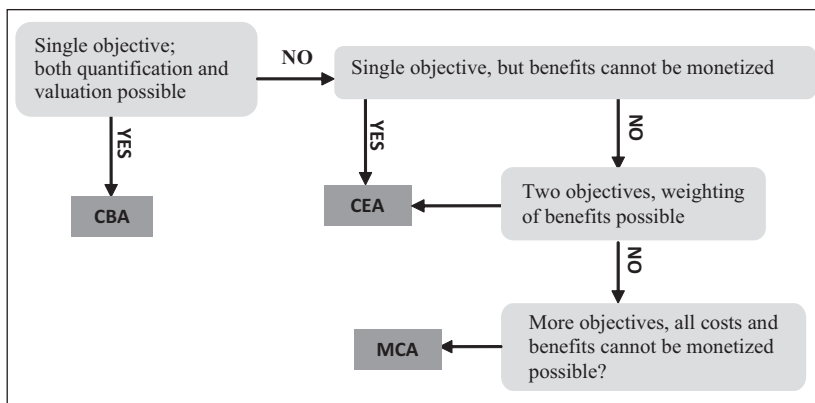 Single objective;
both quantification and
valuation possible
NO
Single objective, but benefits cannot be monetized
YES
YES
NO
CBA
CEA
Two objectives, weighting
of benefits possible
NO
MCA
More objectives, all costs and
benefits cannot be monetized
possible?